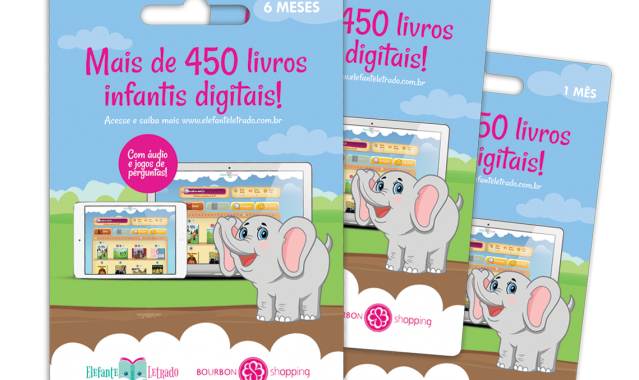 6 MESES
Mais de 450 livros
infantis digitais!
Acesse e saiba mais www.elefanteletrado.com.br
Com áudio
e jogos de
perguntas!
Elefante Letrado
BOURBON shopping
450 livros
digitais!
www.elefanteletrado.com.br
BOURBON shopping
1 MÊS
50 livros
digitais!
www.elefanteletrado.com.br